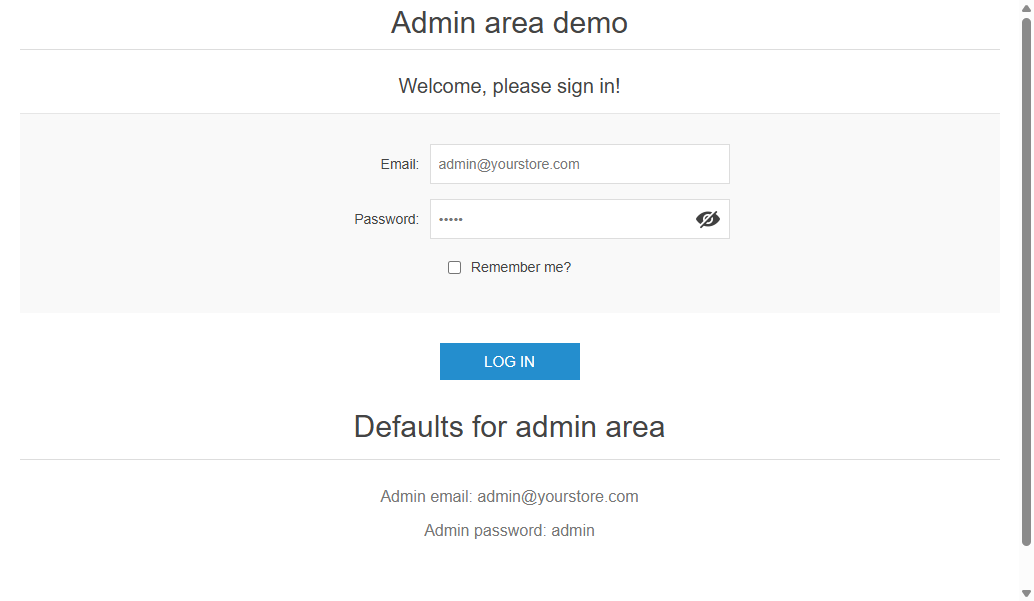 Admin area demo
Welcome, please sign in!
Email: admin@yourstore.com
Password: •••••
Remember me?
LOG IN
Defaults for admin area
Admin email: admin@yourstore.com
Admin password: admin